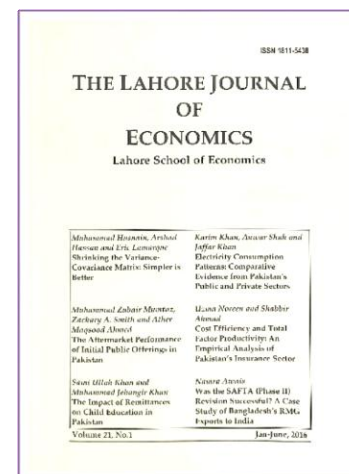 ISSN 1811-5438
THE LAHORE JOURNAL
OF
ECONOMICS
Lahore School of Economics
Muhammad Husnain, Arshad
Hassan and Eric Lamarque
Shrinking the Variance-
Covariance Matrix: Simpler is
Better
Muhammad Zubair Mumtaz,
Zachary A. Smith and Ather
Maqsood Ahmed
The Aftermarket Performance
of Initial Public Offerings in
Pakistan
Sami Ullah Khan and
Muhammad Jehangir Khan
The Impact of Remittances
on Child Education in
Pakistan
Karim Khan, Anwar Shah and
Jaffar Khan
Electricity Consumption
Patterns: Comparative
Evidence from Pakistan's
Public and Private Sectors
Uzma Noreen and Shabbir
Ahmad
Cost Efficiency and Total
Factor Productivity: An
Empirical Analysis of
Pakistan's Insurance Sector
Nasara Awais
Was the SAFTA (Phase II)
Revision Successful? A Case
Study of Bangladesh's RMG
Exports to India
Volume 21, No.1
Jan-June, 2016